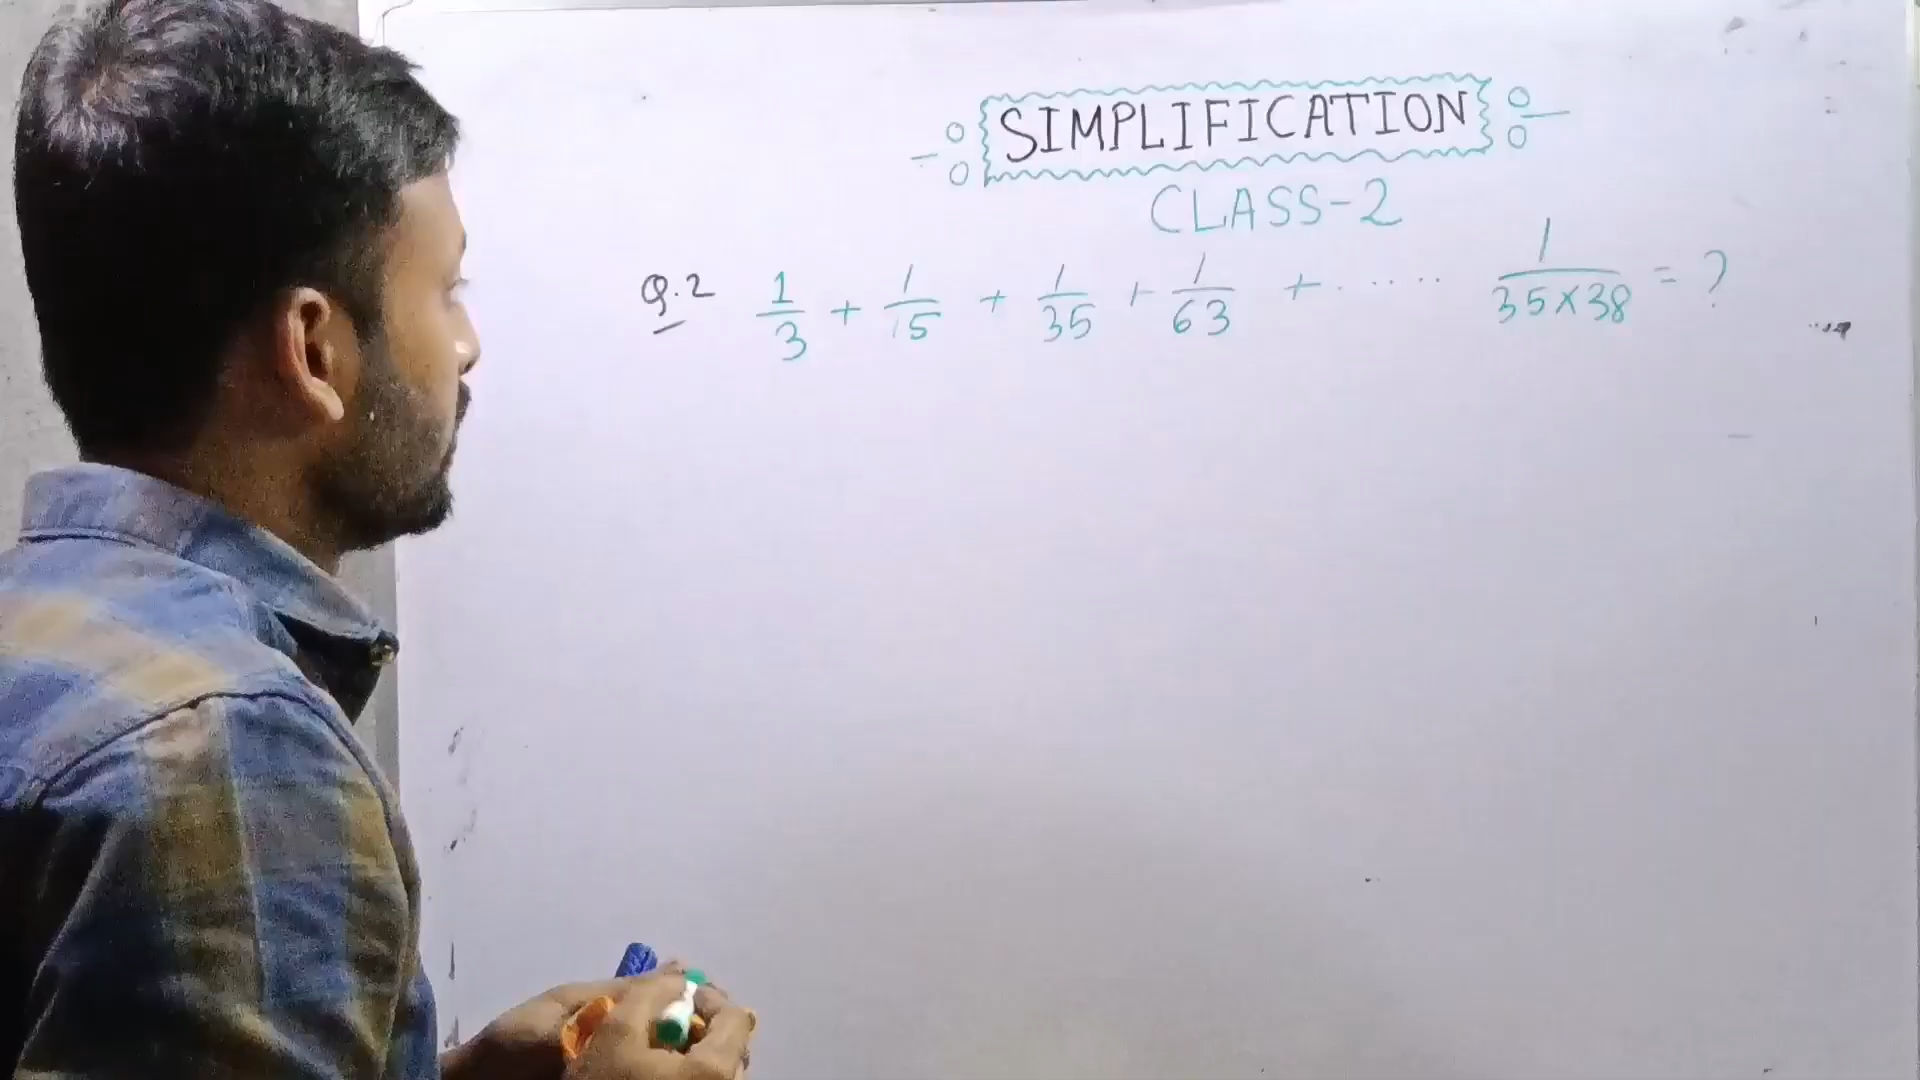 SIMPLIFICATION
CLASS-2
Q.2 1/3 + 1/15 + 1/35 + 1/63 + ...... 1/35×38 = ?